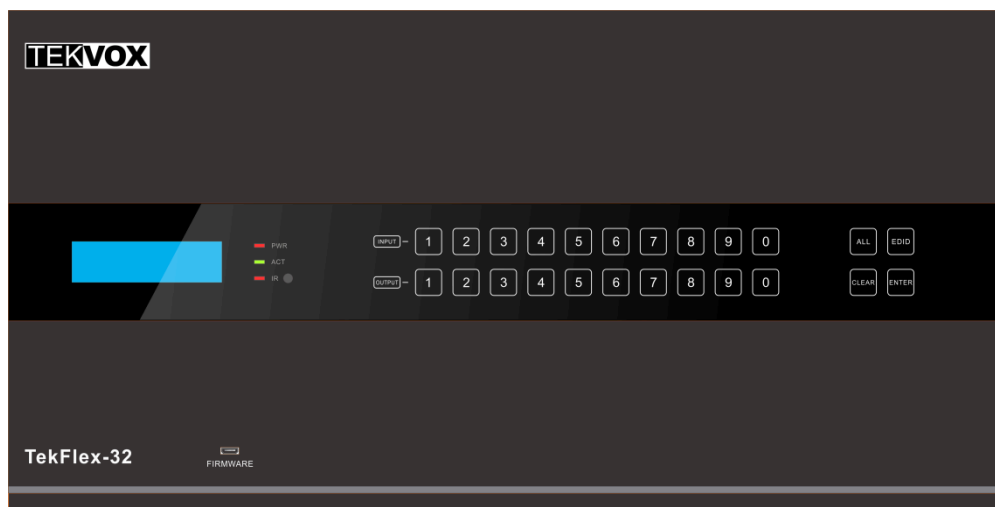 TEKVOX
PWR
ACT
IR
INPUT 1 2 3 4 5 6 7 8 9 0
OUTPUT 1 2 3 4 5 6 7 8 9 0
ALL EDID
CLEAR ENTER
TekFlex-32
FIRMWARE